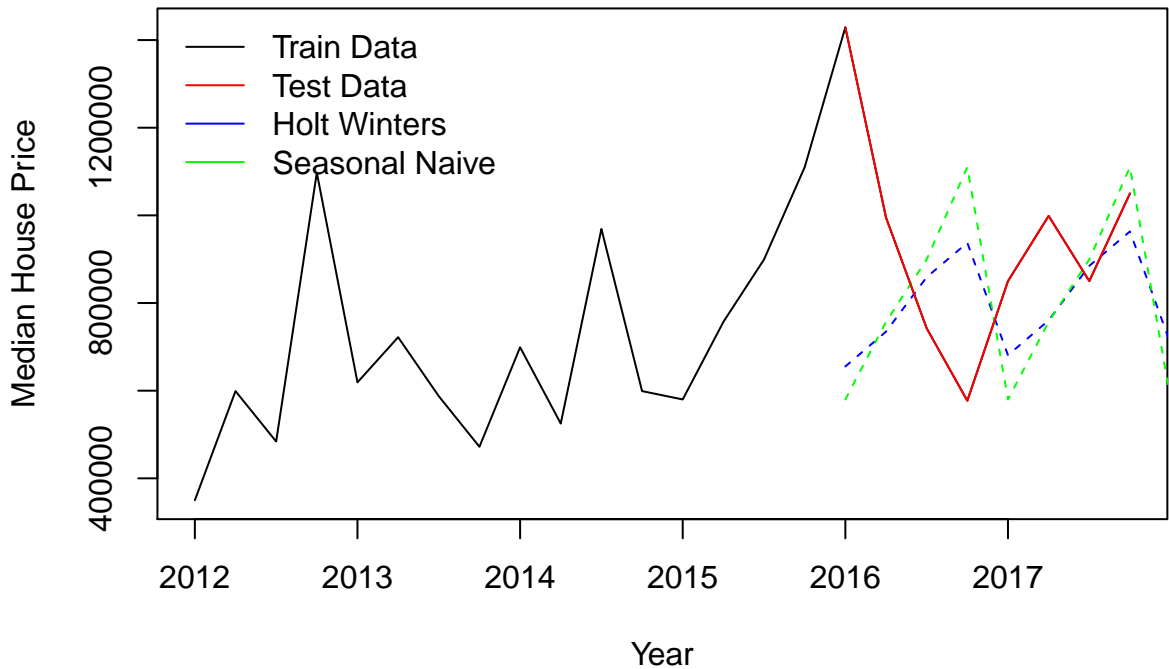 Train Data
Test Data
Holt Winters
Seasonal Naive
Median House Price
1200000
800000
400000
2012 2013 2014 2015 2016 2017
Year